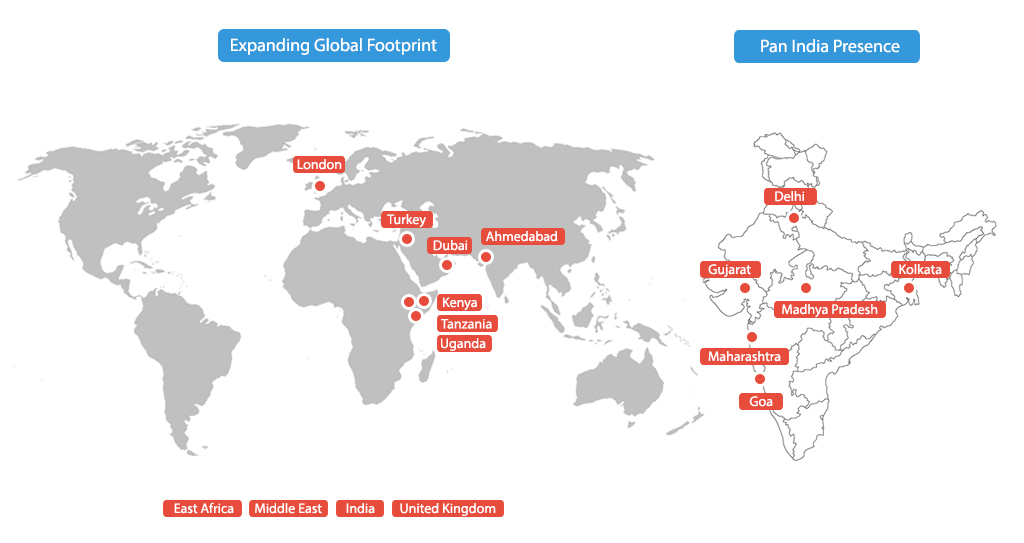 Expanding Global Footprint
Pan India Presence
London
Turkey
Dubai
Ahmedabad
Kenya
Tanzania
Uganda
Delhi
Gujarat
Kolkata
Madhya Pradesh
Maharashtra
Goa
East Africa
Middle East
India
United Kingdom